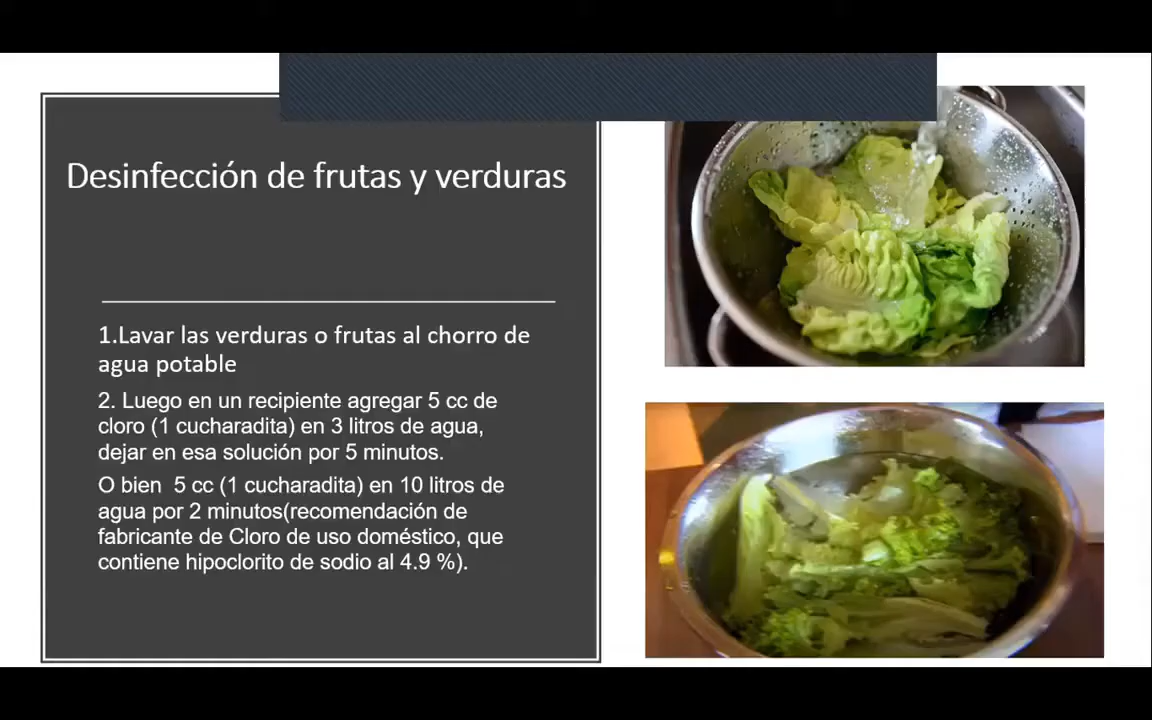 Desinfección de frutas y verduras
1.Lavar las verduras o frutas al chorro de
agua potable
2. Luego en un recipiente agregar 5 cc de
cloro (1 cucharadita) en 3 litros de agua,
dejar en esa solución por 5 minutos.
O bien  5 cc (1 cucharadita) en 10 litros de
agua por 2 minutos(recomendación de
fabricante de Cloro de uso doméstico, que
contiene hipoclorito de sodio al 4.9 %).